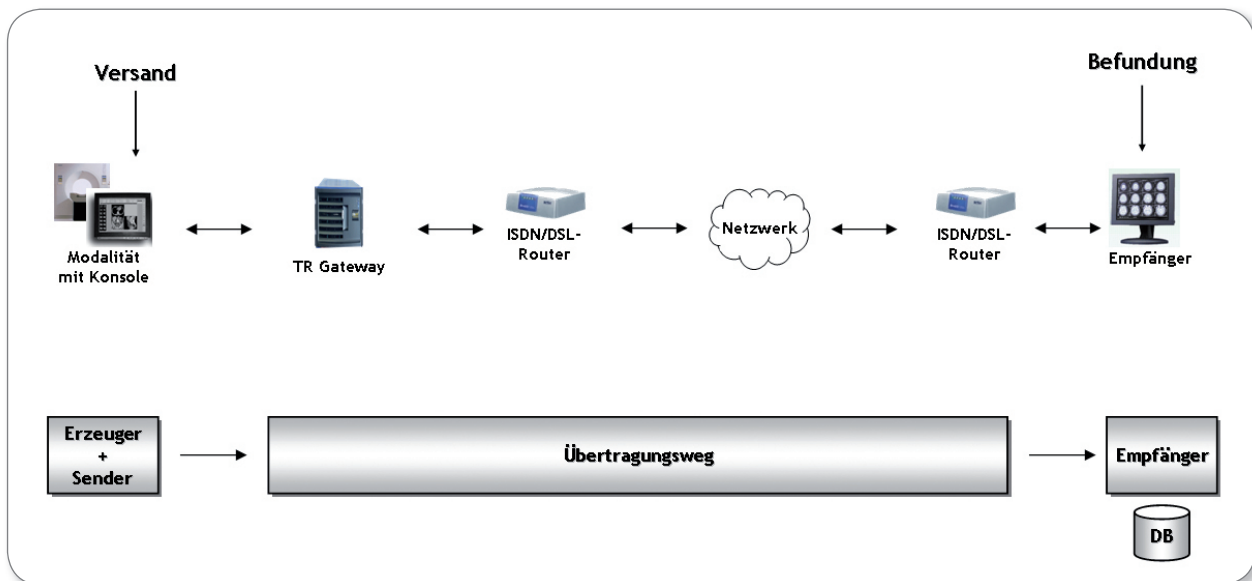 Versand
Befundung
Modalität
mit Konsole
TR Gateway
ISDN/DSL-
Router
Netzwerk
ISDN/DSL-
Router
Empfänger
Erzeuger
+
Sender
Übertragungsweg
Empfänger
DB